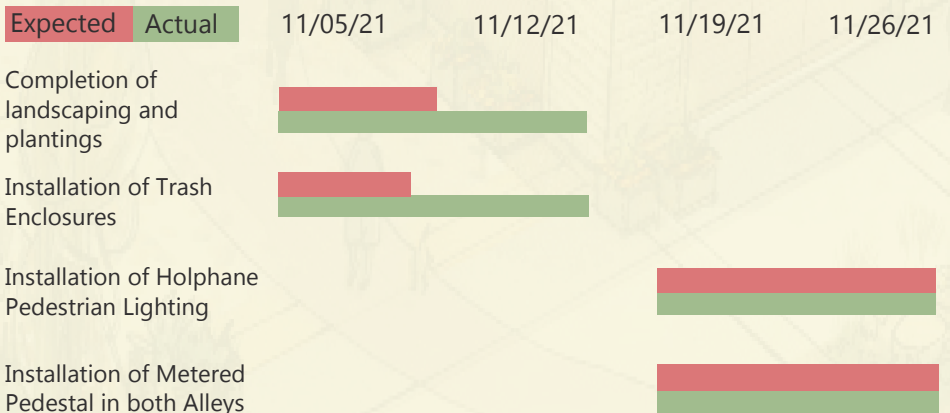 Expected Actual 11/05/21 11/12/21 11/19/21 11/26/21
Completion of
landscaping and
plantings
Installation of Trash
Enclosures
Installation of Holphane
Pedestrian Lighting
Installation of Metered
Pedestal in both Alleys